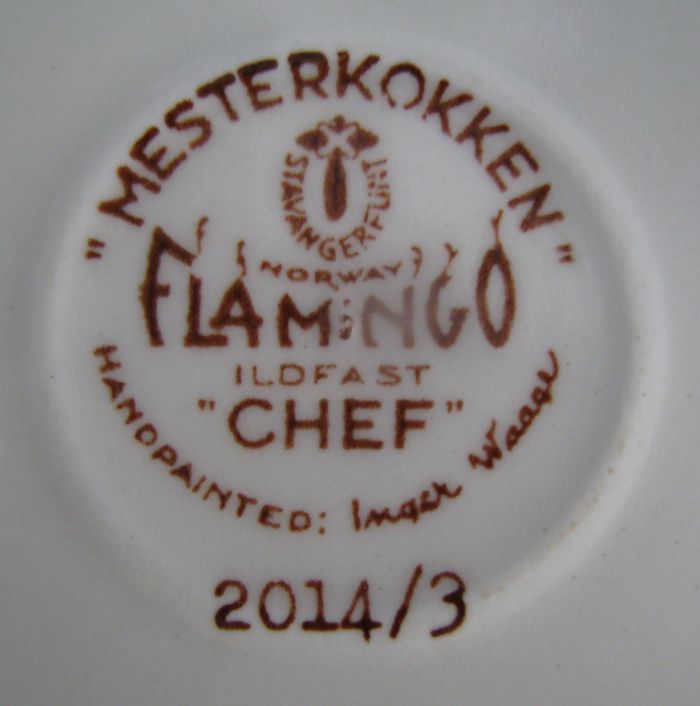 "MESTERKOKKEN"
STAVANGERFLINT
NORWAY
FLAMINGO
ILDFAST
"CHEF"
HANDPAINTED: Inger Waage
2014/3